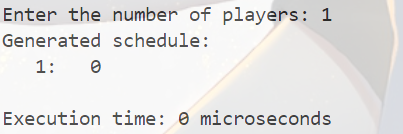 Enter the number of players: 1
Generated schedule:
1: 0
Execution time: 0 microseconds